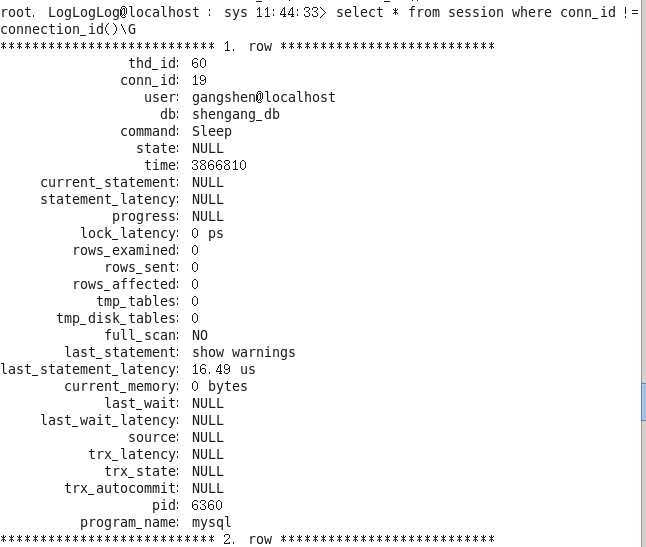 root. LogLogLog@localhost : sys 11:44:33> select * from session where conn_id !=
connection_id()\G
*************************** 1. row ***************************
thd_id: 60
conn_id: 19
user: gangshen@localhost
db: shengang_db
command: Sleep
state: NULL
time: 3866810
current_statement: NULL
statement_latency: NULL
progress: NULL
lock_latency: 0 ps
rows_examined: 0
rows_sent: 0
rows_affected: 0
tmp_tables: 0
tmp_disk_tables: 0
full_scan: NO
last_statement: show warnings
last_statement_latency: 16.49 us
current_memory: 0 bytes
last_wait: NULL
last_wait_latency: NULL
source: NULL
trx_latency: NULL
trx_state: NULL
trx_autocommit: NULL
pid: 6360
program_name: mysql
*************************** 2. row ***************************